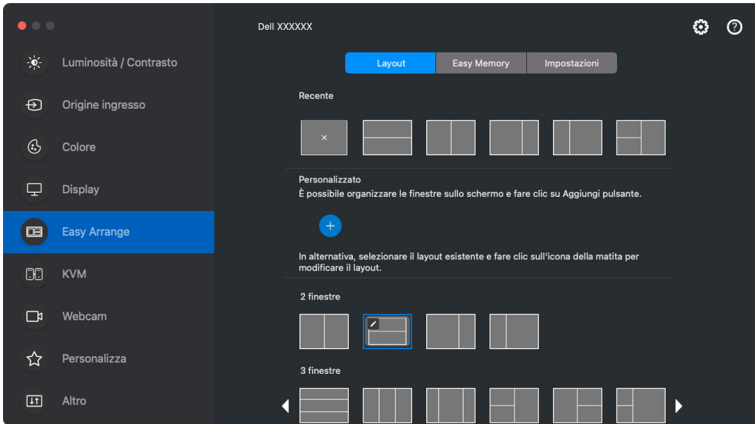 Dell XXXXXX
Luminosità / Contrasto
Origine ingresso
Colore
Display
Easy Arrange
KVM
Webcam
Personalizza
Altro
Layout
Easy Memory
Impostazioni
Recente
Personalizzato
È possibile organizzare le finestre sullo schermo e fare clic su Aggiungi pulsante.
In alternativa, selezionare il layout esistente e fare clic sull'icona della matita per
modificare il layout.
2 finestre
3 finestre